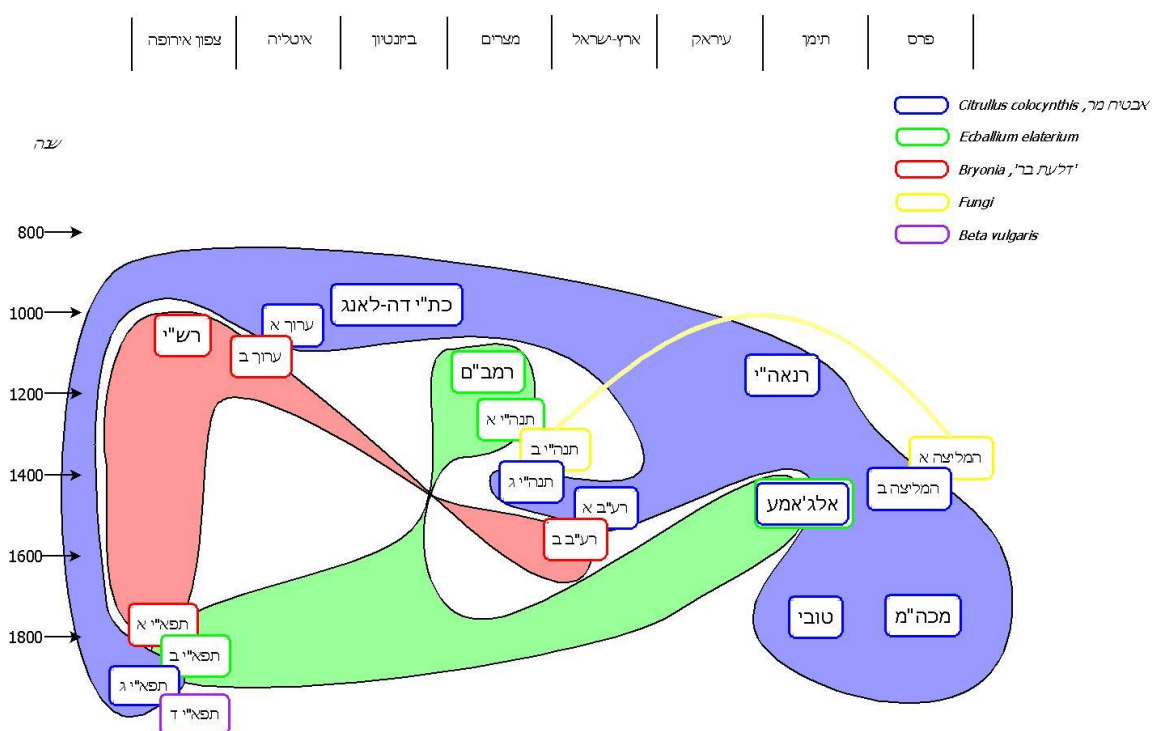 צפון אירופה
איטליה
ביזנטיון
מצרים
ארץ-ישראל
עיראק
תימן
פרס
Citrullus colocynthis, אבטיח מר
Ecballium elaterium
Bryonia, 'דלעת בר'
Fungi
Beta vulgaris
שנה
800
1000
1200
1400
1600
1800
כת"י דה-לאנג
ערוך א
רש"י
ערוך ב
רמב"ם
רנאה"י
תנה"י א
תנה"י ב
המליצה א
תנה"י ג
המליצה ב
רע"ב א
אלג'אמע
רע"ב ב
תפא"י א
טובי
מכה"מ
תפא"י ב
תפא"י ג
תפא"י ד